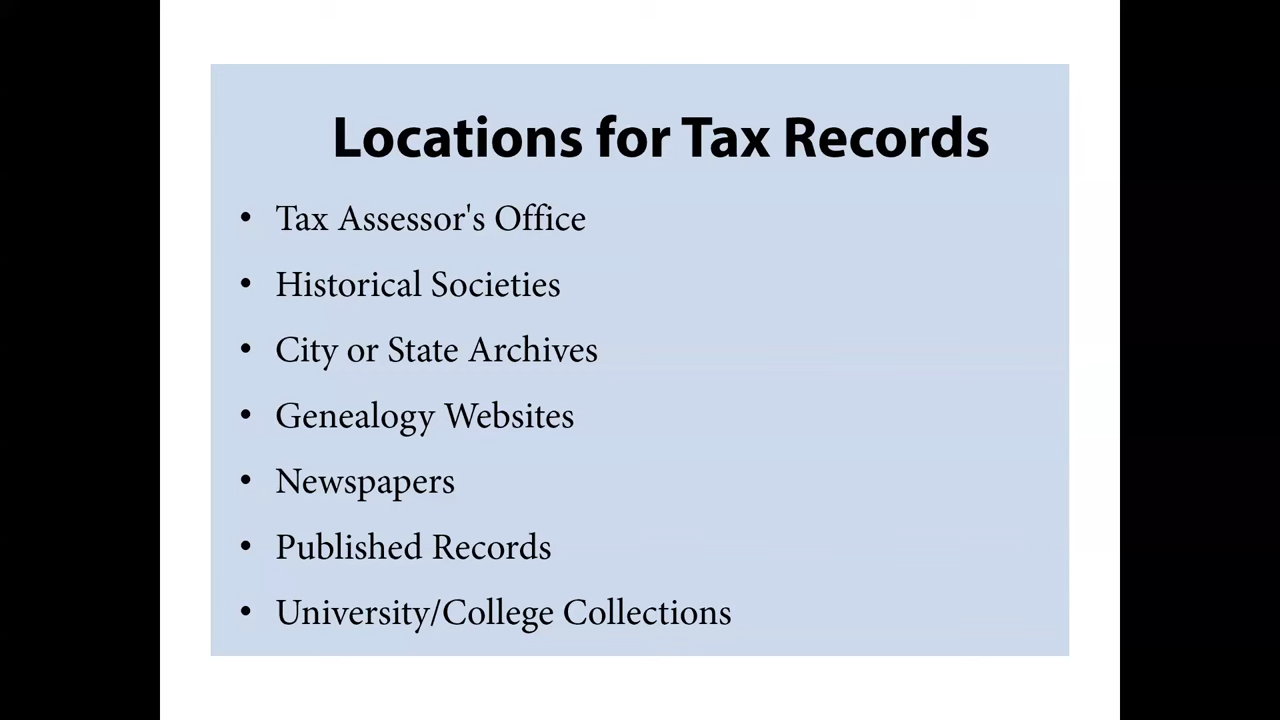 Locations for Tax Records
• Tax Assessor's Office
• Historical Societies
• City or State Archives
• Genealogy Websites
• Newspapers
• Published Records
• University/College Collections